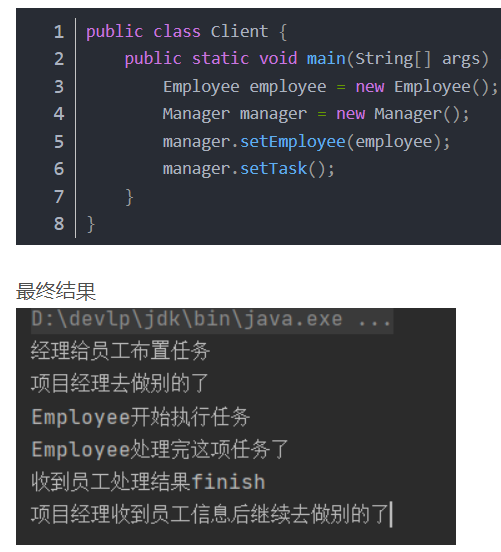 1 public class Client {
2     public static void main(String[] args)
3         Employee employee = new Employee();
4         Manager manager = new Manager();
5         manager.setEmployee(employee);
6         manager.setTask();
7     }
8 }
最终结果
D:\devlp\jdk\bin\java.exe ...
经理给员工布置任务
项目经理去做别的了
Employee开始执行任务
Employee处理完这项任务了
收到员工处理结果finish
项目经理收到员工信息后继续去做别的了